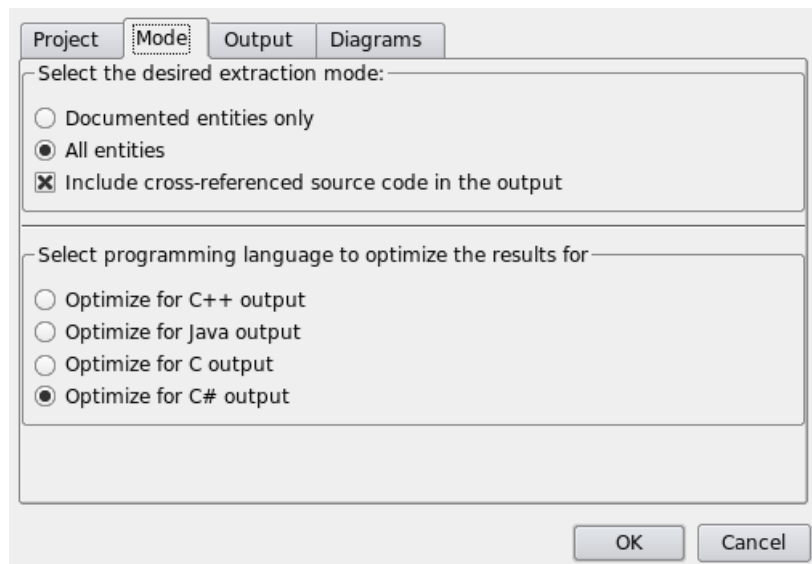 Project Mode Output Diagrams
Select the desired extraction mode:
Documented entities only
All entities
Include cross-referenced source code in the output
Select programming language to optimize the results for
Optimize for C++ output
Optimize for Java output
Optimize for C output
Optimize for C# output
OK Cancel